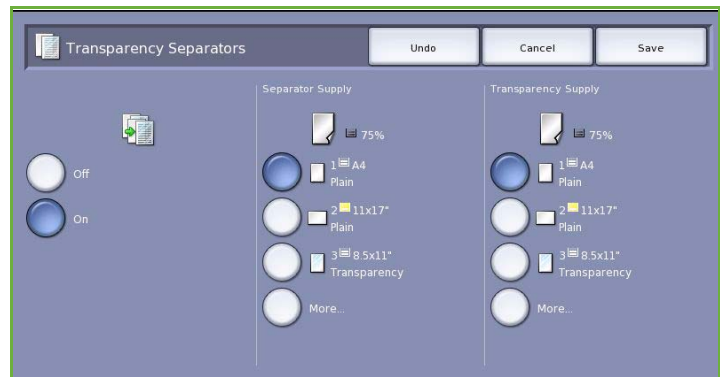 Transparency Separators
Undo
Cancel
Save
Off
On
Separator Supply
75%
1 A4
Plain
2 11x17"
Plain
3 8.5x11"
Transparency
More...
Transparency Supply
75%
1 A4
Plain
2 11x17"
Plain
3 8.5x11"
Transparency
More...